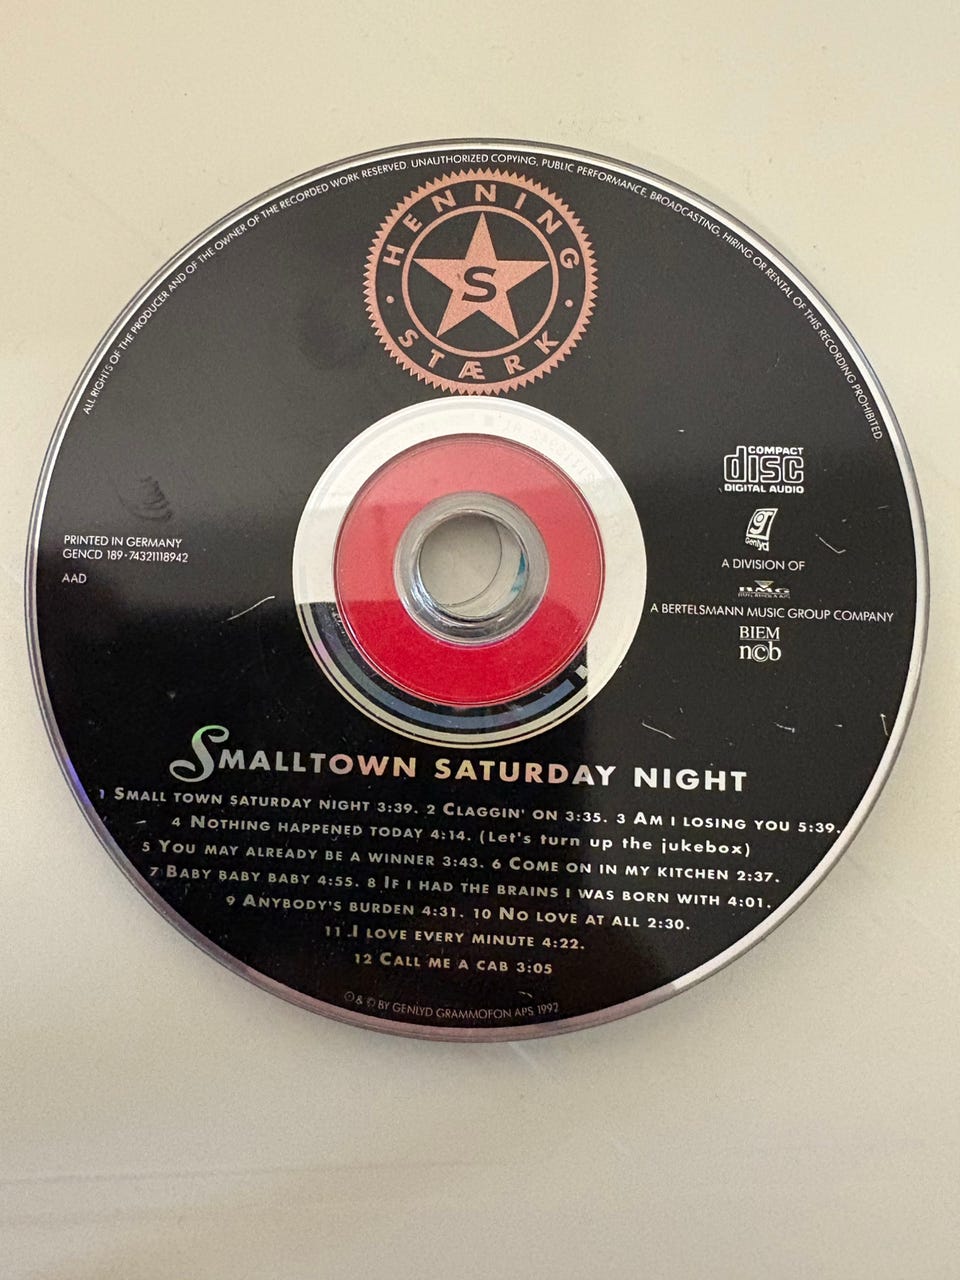 ALL RIGHTS OF THE PRODUCER AND OF THE OWNER OF THE RECORDED WORK RESERVED. UNAUTHORIZED COPYING, PUBLIC PERFORMANCE, BROADCASTING, HIRING OR RENTAL OF THIS RECORDING PROHIBITED.
HENNING
S
· STÆRK ·
COMPACT
disc
DIGITAL AUDIO
g
Genlyd
A DIVISION OF
BMG
A BERTELSMANN MUSIC GROUP COMPANY
BIEM
n©b
PRINTED IN GERMANY
GENCD 189 · 74321118942
AAD
SMALLTOWN SATURDAY NIGHT
1 SMALL TOWN SATURDAY NIGHT 3:39. 2 CLAGGIN' ON 3:35. 3 AM I LOSING YOU 5:39.
4 NOTHING HAPPENED TODAY 4:14. (Let's turn up the jukebox)
5 YOU MAY ALREADY BE A WINNER 3:43. 6 COME ON IN MY KITCHEN 2:37.
7 BABY BABY BABY 4:55. 8 IF I HAD THE BRAINS I WAS BORN WITH 4:01.
9 ANYBODY'S BURDEN 4:31. 10 NO LOVE AT ALL 2:30.
11 I LOVE EVERY MINUTE 4:22.
12 CALL ME A CAB 3:05
℗ & © BY GENLYD GRAMMOFON APS. 1992